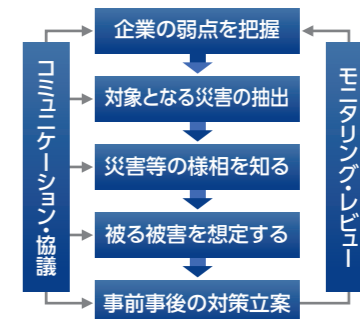 企業の弱点を把握
対象となる災害の抽出
災害等の様相を知る
被る被害を想定する
事前事後の対策立案
コミュニケーション・協議
モニタリング・レビュー